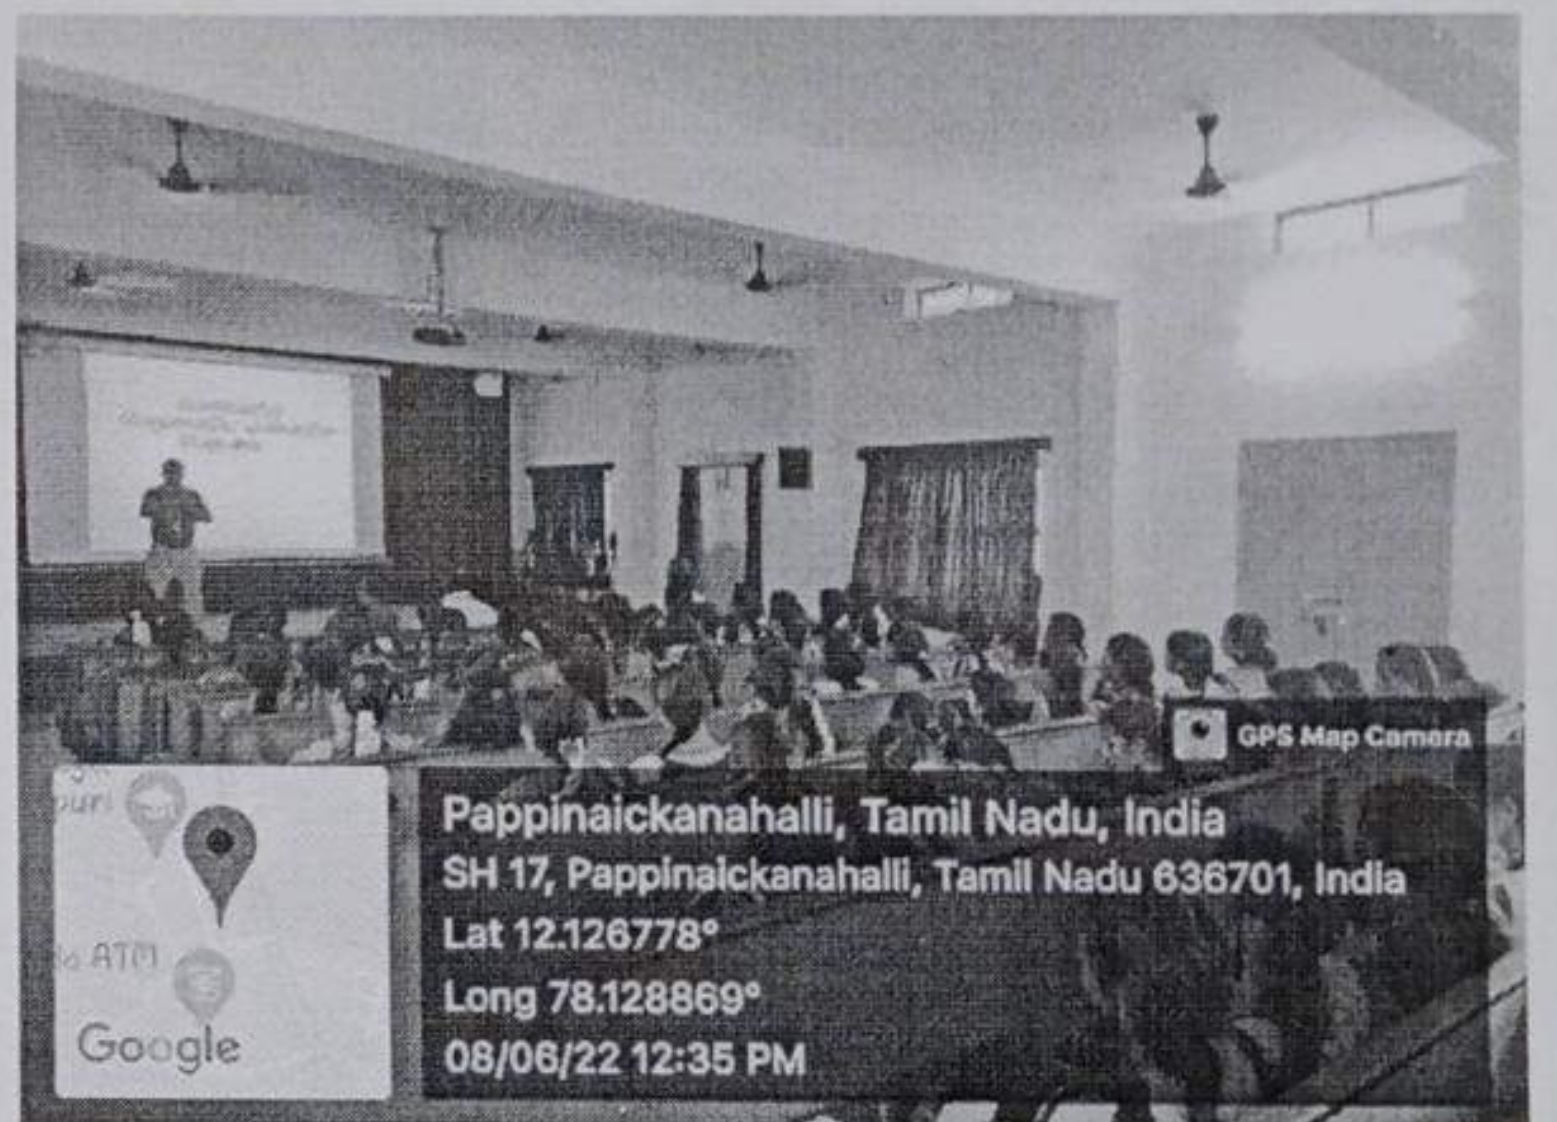 GPS Map Camera
Pappinaickanahalli, Tamil Nadu, India
SH 17, Pappinaickanahalli, Tamil Nadu 636701, India
Lat 12.126778°
Long 78.128869°
08/06/22 12:35 PM
puri
ATM
Google